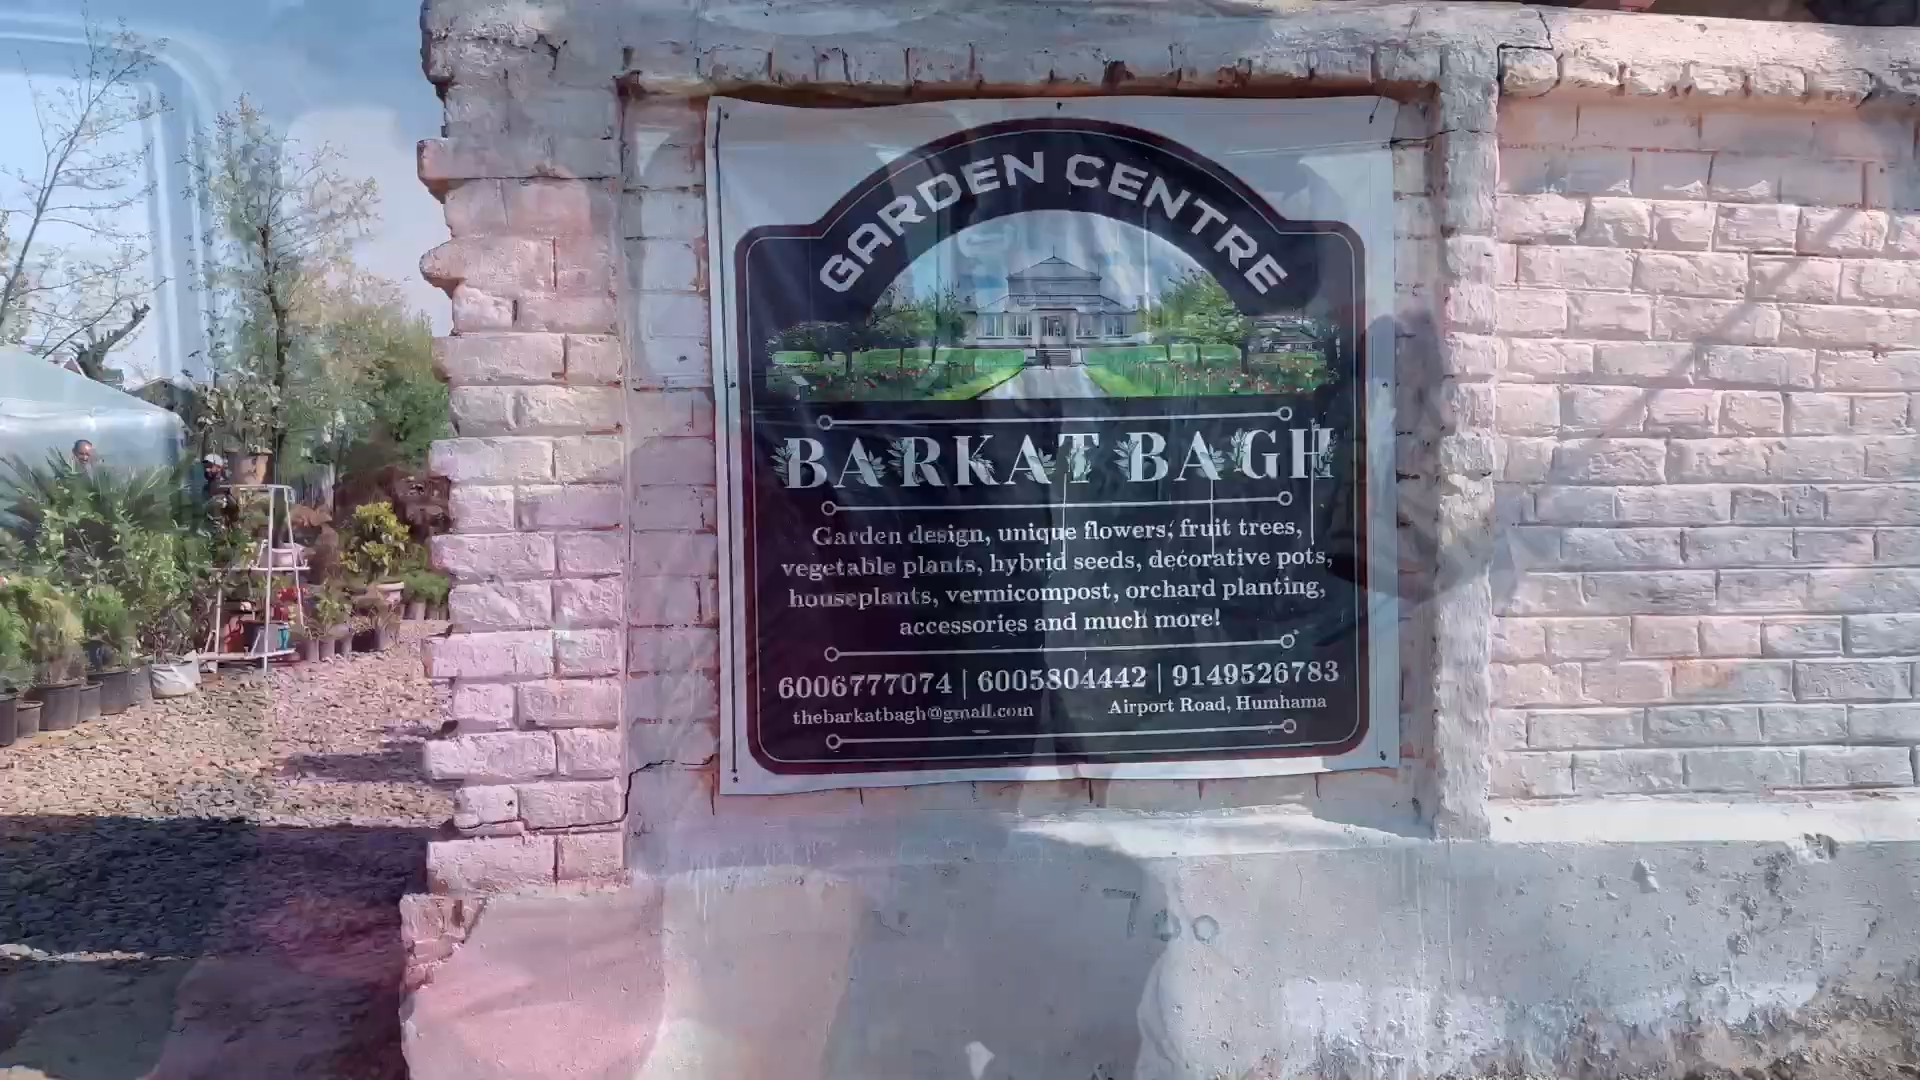 GARDEN CENTRE
BARKAT BAGH
Garden design, unique flowers, fruit trees,
vegetable plants, hybrid seeds, decorative pots,
houseplants, vermicompost, orchard planting,
accessories and much more!
6006777074 | 6005804442 | 9149526783
thebarkatbagh@gmail.com Airport Road, Humhama
700